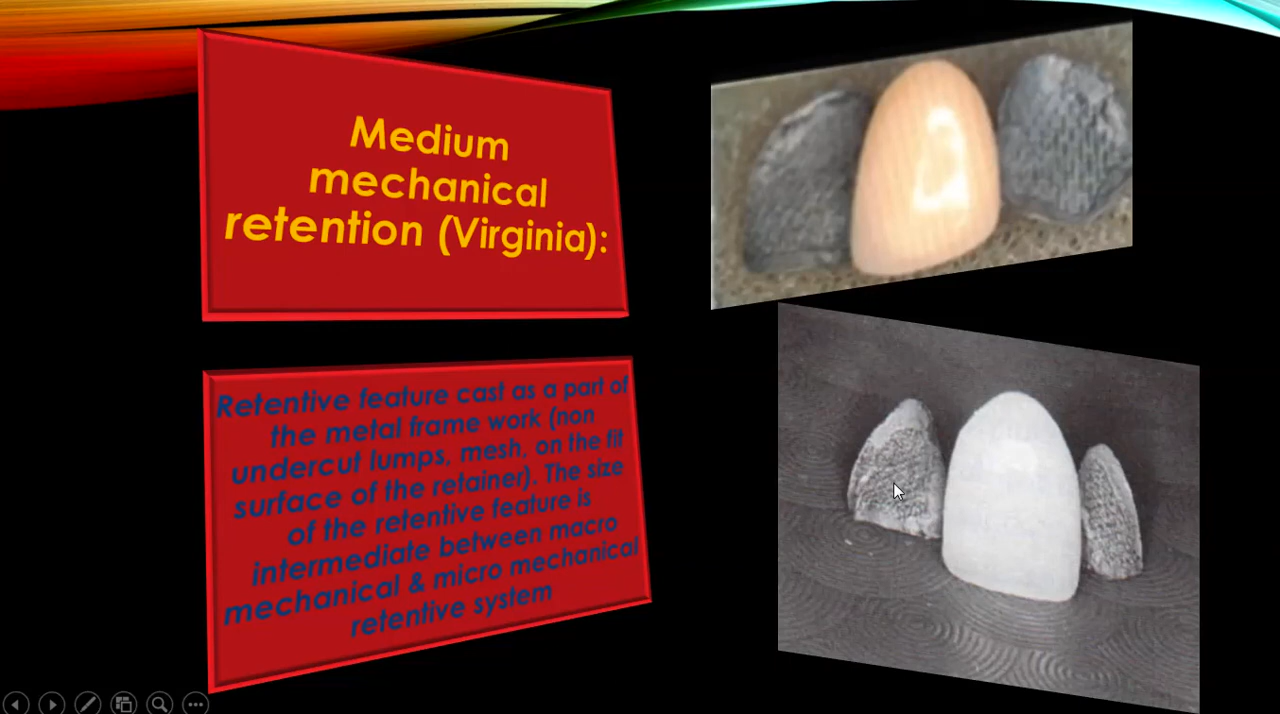 Medium
mechanical
retention (Virginia):
Retentive feature cast as a part of
the metal frame work (non
undercut lumps, mesh, on the fit
surface of the retainer). The size
of the retentive feature is
intermediate between macro
mechanical & micro mechanical
retentive system